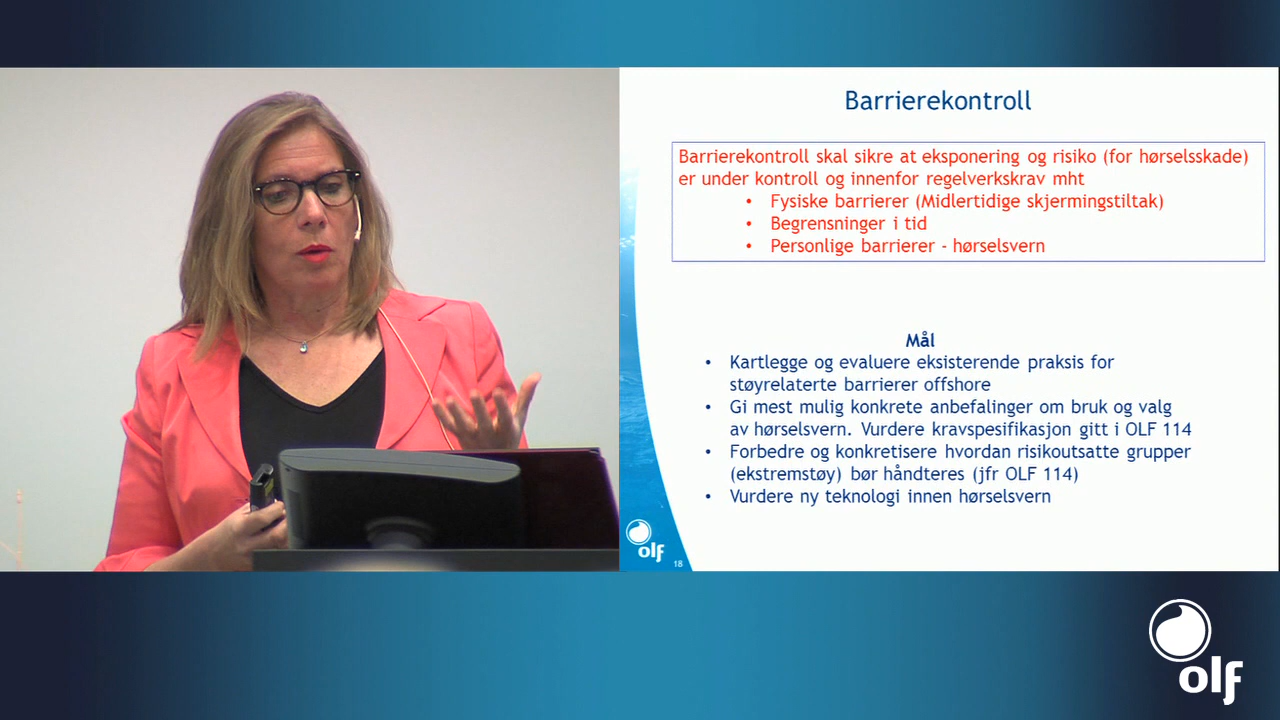 Barrierekontroll
Barrierekontroll skal sikre at eksponering og risiko (for hørselsskade)
er under kontroll og innenfor regelverkskrav mht
• Fysiske barrierer (Midlertidige skjermingstiltak)
• Begrensninger i tid
• Personlige barrierer - hørselsvern
Mål
• Kartlegge og evaluere eksisterende praksis for
støyrelaterte barrierer offshore
• Gi mest mulig konkrete anbefalinger om bruk og valg
av hørselsvern. Vurdere kravspesifikasjon gitt i OLF 114
• Forbedre og konkretisere hvordan risikoutsatte grupper
(ekstremstøy) bør håndteres (jfr OLF 114)
• Vurdere ny teknologi innen hørselsvern
olf
18
olf